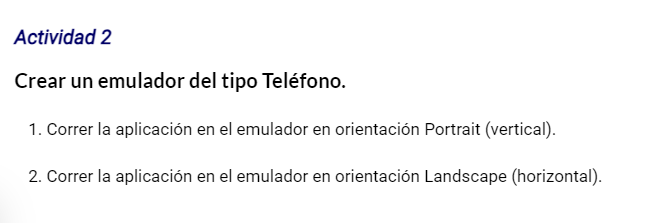 Actividad 2
Crear un emulador del tipo Teléfono.
1. Correr la aplicación en el emulador en orientación Portrait (vertical).
2. Correr la aplicación en el emulador en orientación Landscape (horizontal).